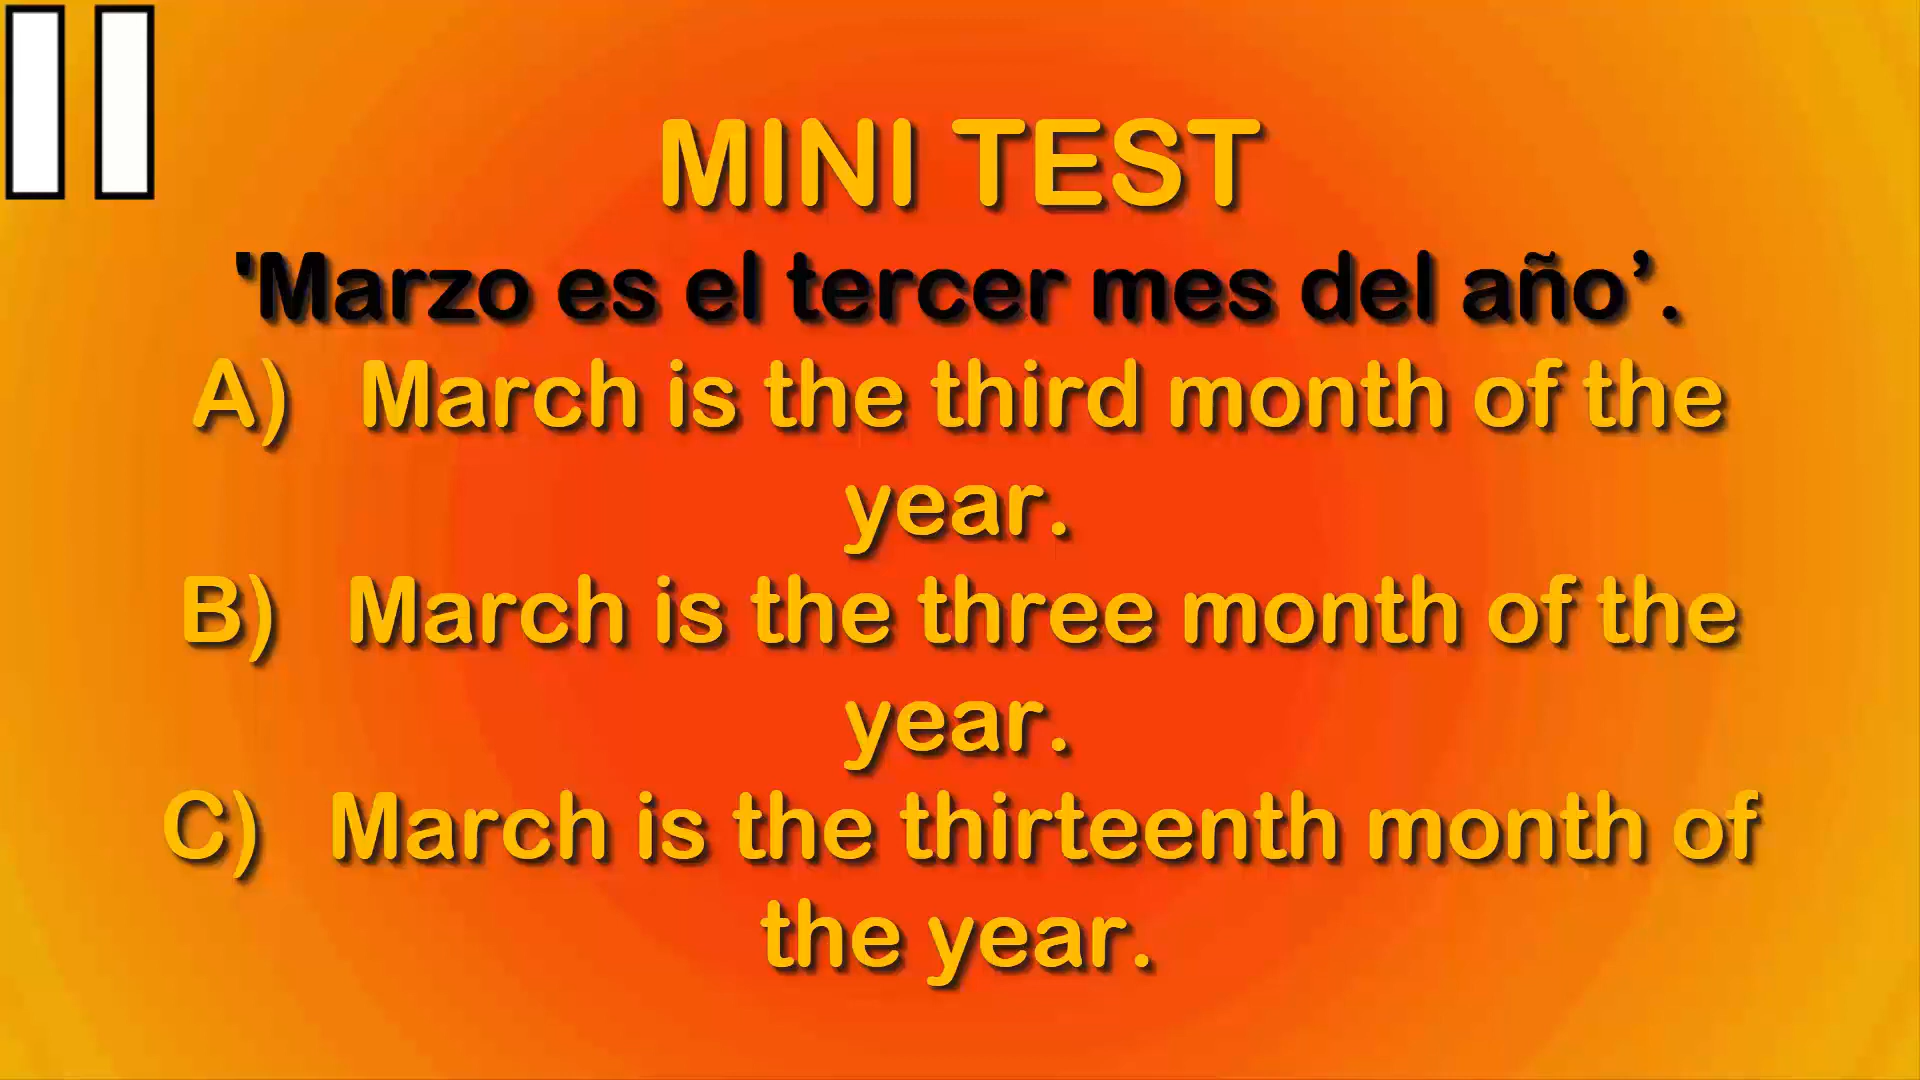 MINI TEST
'Marzo es el tercer mes del año’.
A) March is the third month of the
year.
B) March is the three month of the
year.
C) March is the thirteenth month of
the year.